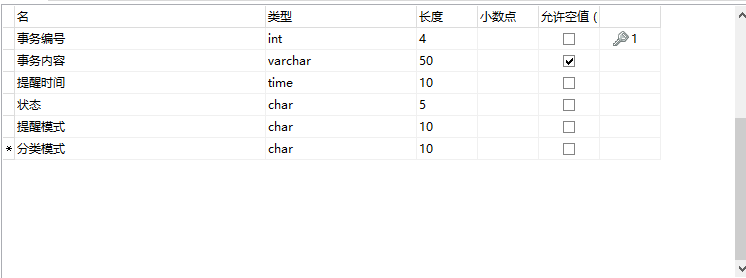 名 类型 长度 小数点 允许空值 (
事务编号 int 4 1
事务内容 varchar 50
提醒时间 time 10
状态 char 5
提醒模式 char 10
* 分类模式 char 10